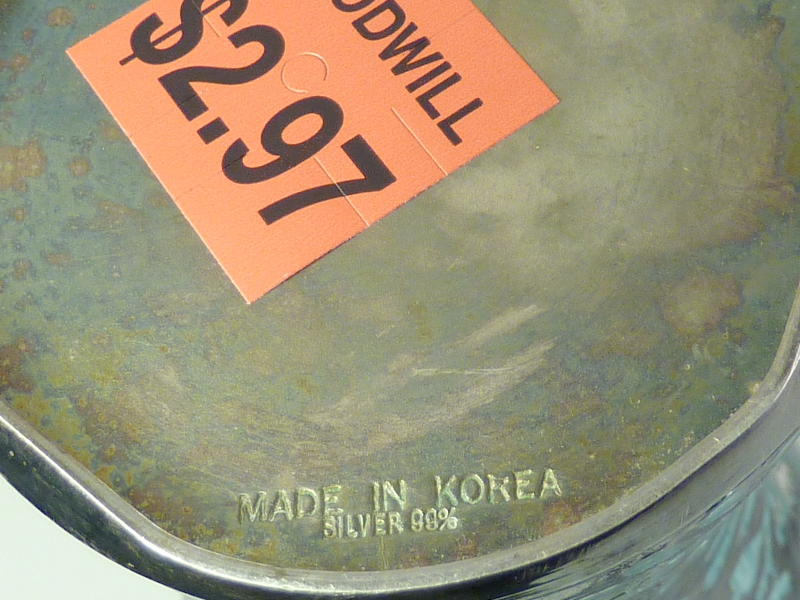 ODWILL
$2.97
MADE IN KOREA
SILVER 99%